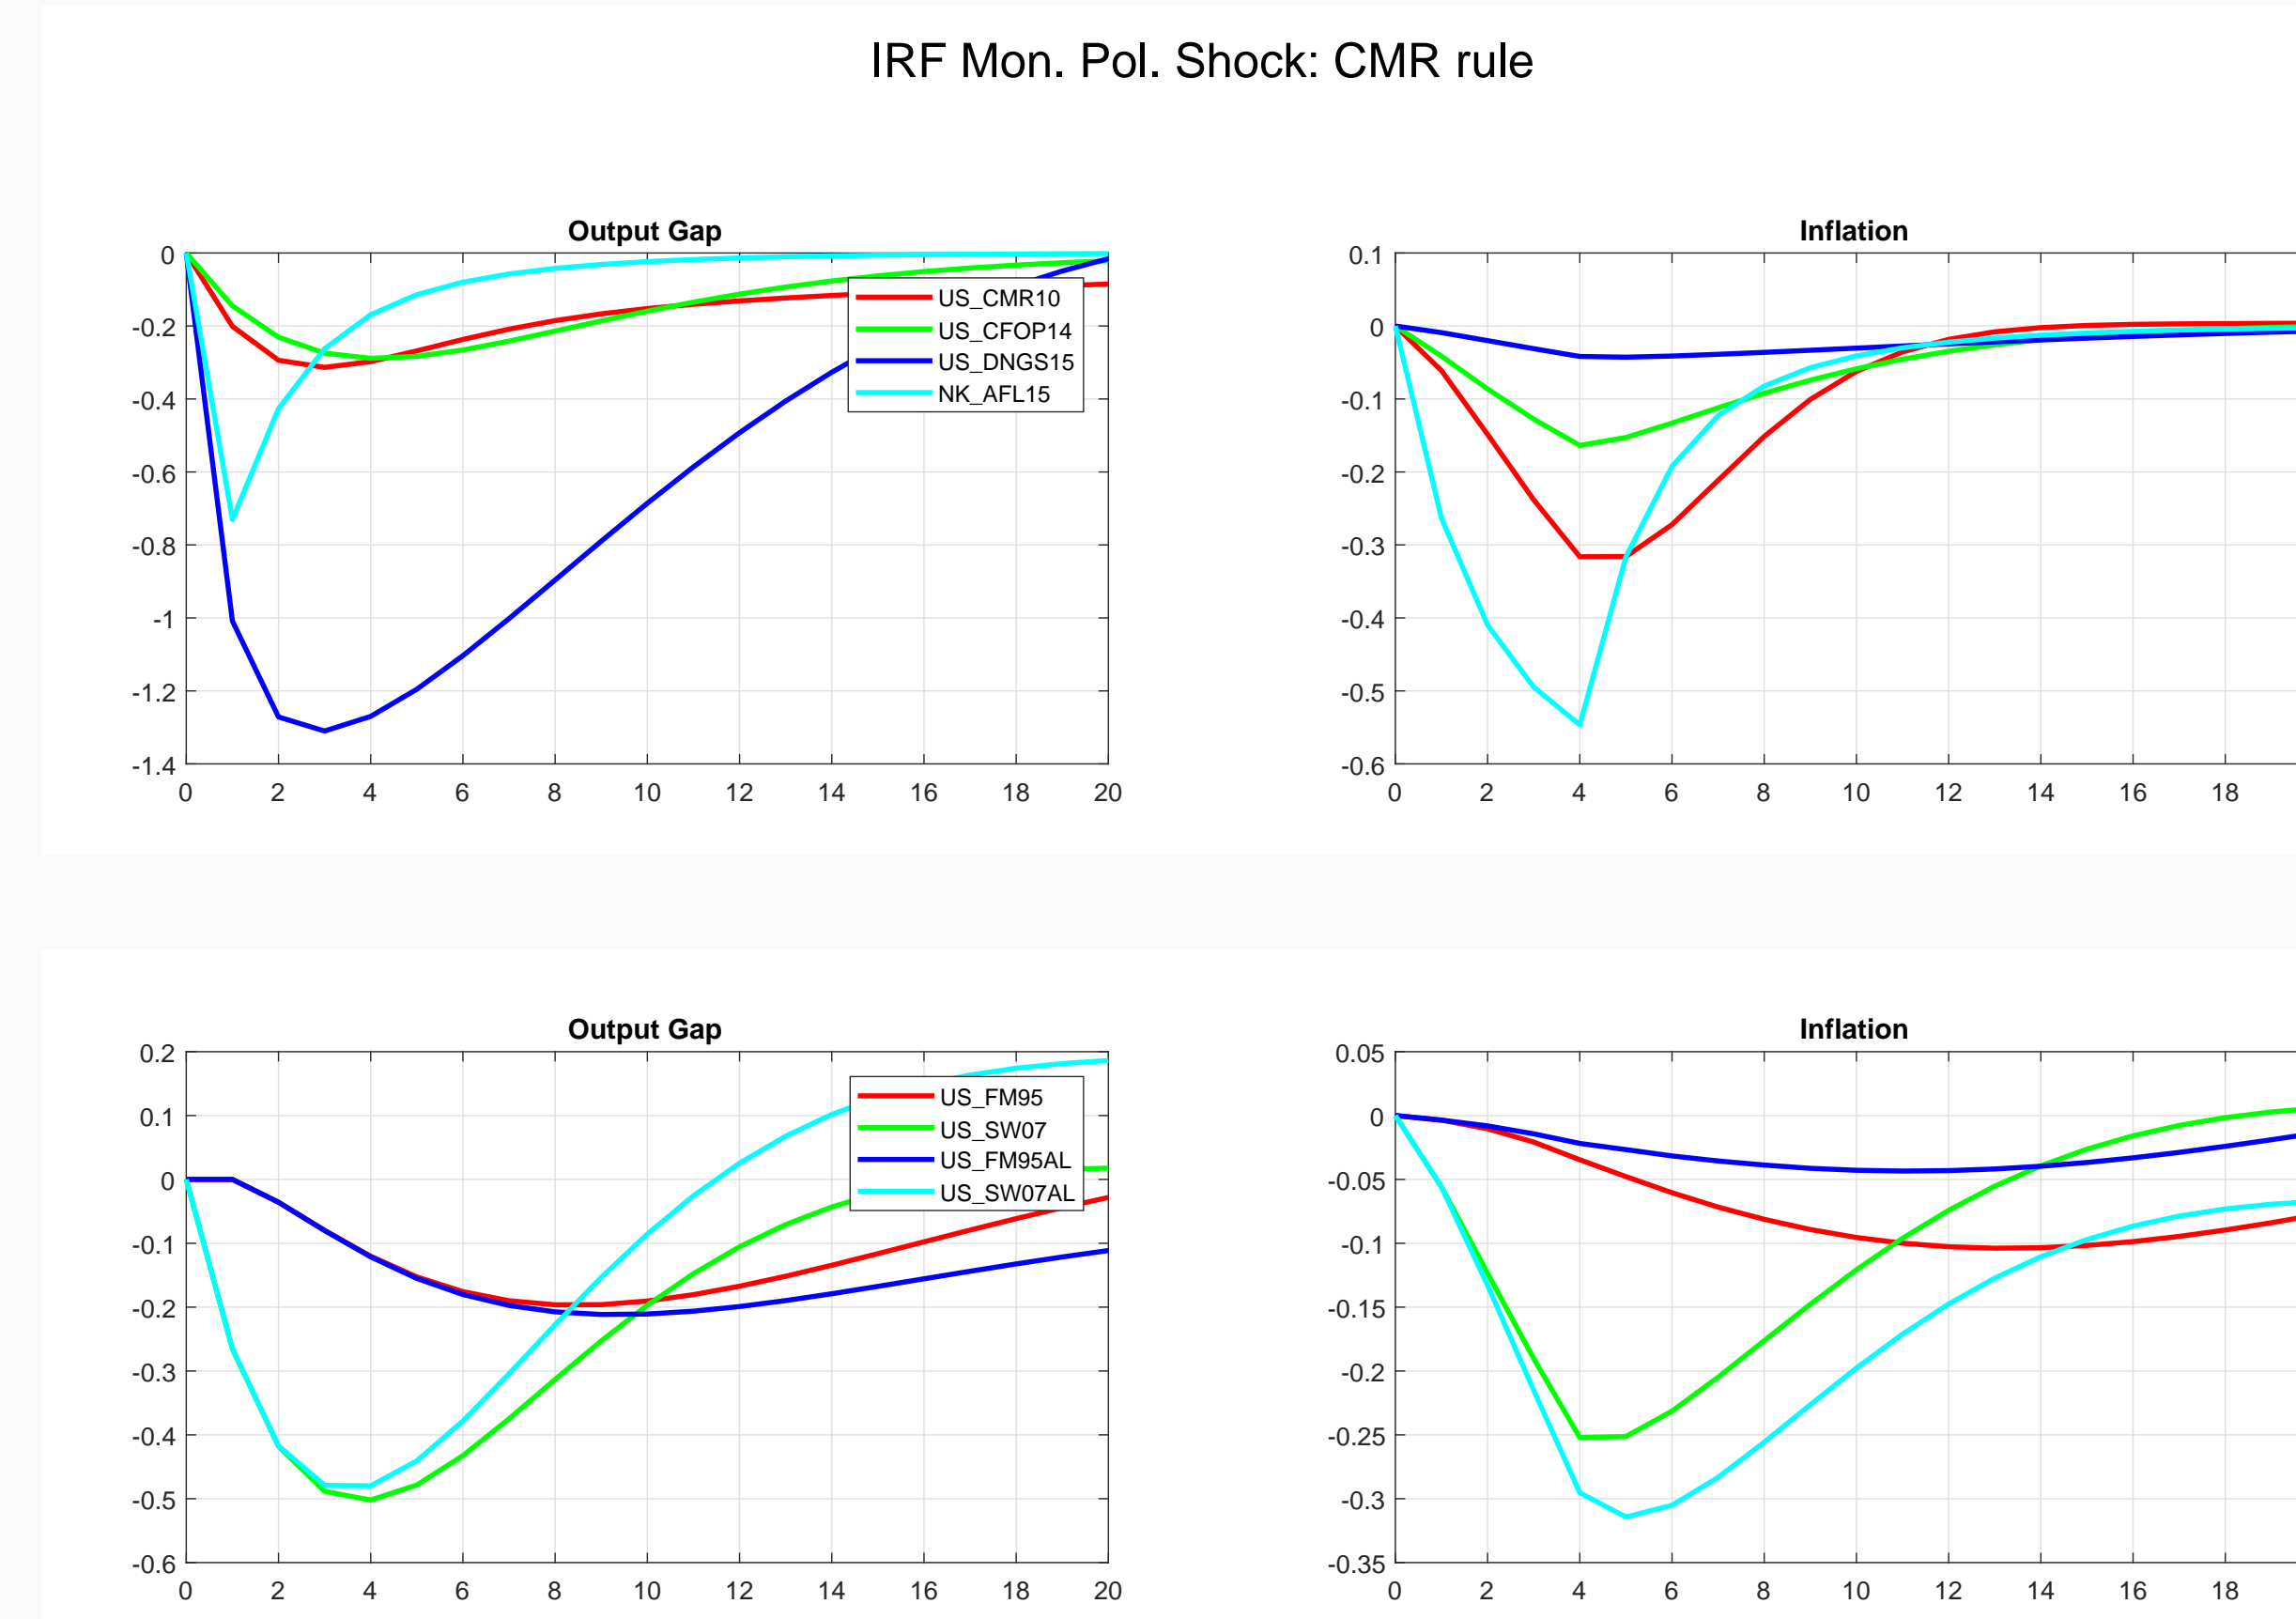 IRF Mon. Pol. Shock: CMR rule
Output Gap
0
-0.2
-0.4
-0.6
-0.8
-1
-1.2
-1.4
0 2 4 6 8 10 12 14 16 18 20
US_CMR10
US_CFOP14
US_DNGS15
NK_AFL15
Inflation
0.1
0
-0.1
-0.2
-0.3
-0.4
-0.5
-0.6
0 2 4 6 8 10 12 14 16 18
Output Gap
0.2
0.1
0
-0.1
-0.2
-0.3
-0.4
-0.5
-0.6
0 2 4 6 8 10 12 14 16 18 20
US_FM95
US_SW07
US_FM95AL
US_SW07AL
Inflation
0.05
0
-0.05
-0.1
-0.15
-0.2
-0.25
-0.3
-0.35
0 2 4 6 8 10 12 14 16 18